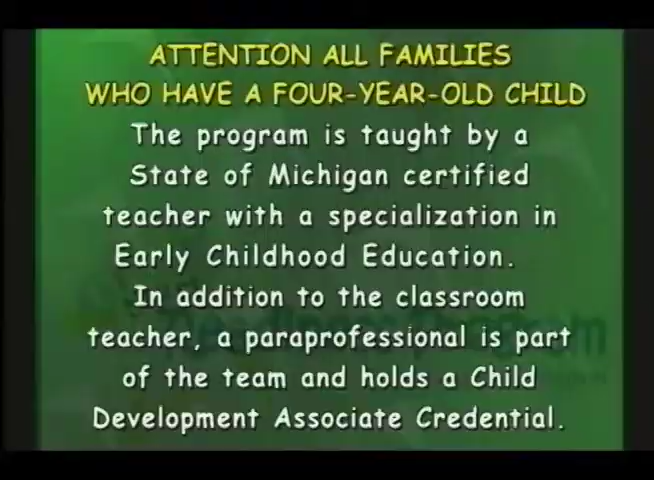 ATTENTION ALL FAMILIES
WHO HAVE A FOUR-YEAR-OLD CHILD
The program is taught by a
State of Michigan certified
teacher with a specialization in
Early Childhood Education.
In addition to the classroom
teacher, a paraprofessional is part
of the team and holds a Child
Development Associate Credential.
Readiness Program